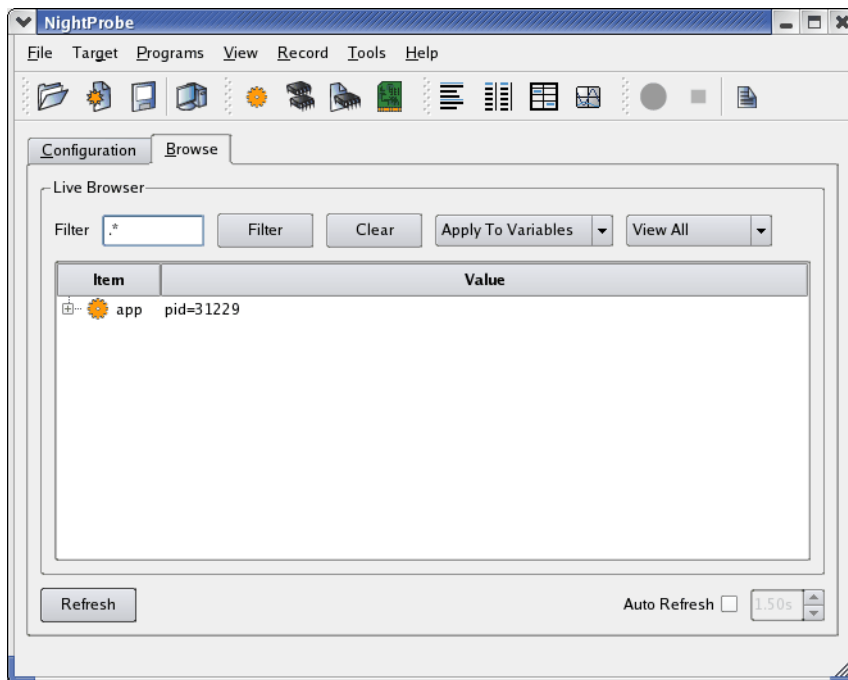 NightProbe
File Target Programs View Record Tools Help
Configuration Browse
Live Browser
Filter .* Filter Clear Apply To Variables View All
Item Value
app pid=31229
Refresh Auto Refresh 1.50s